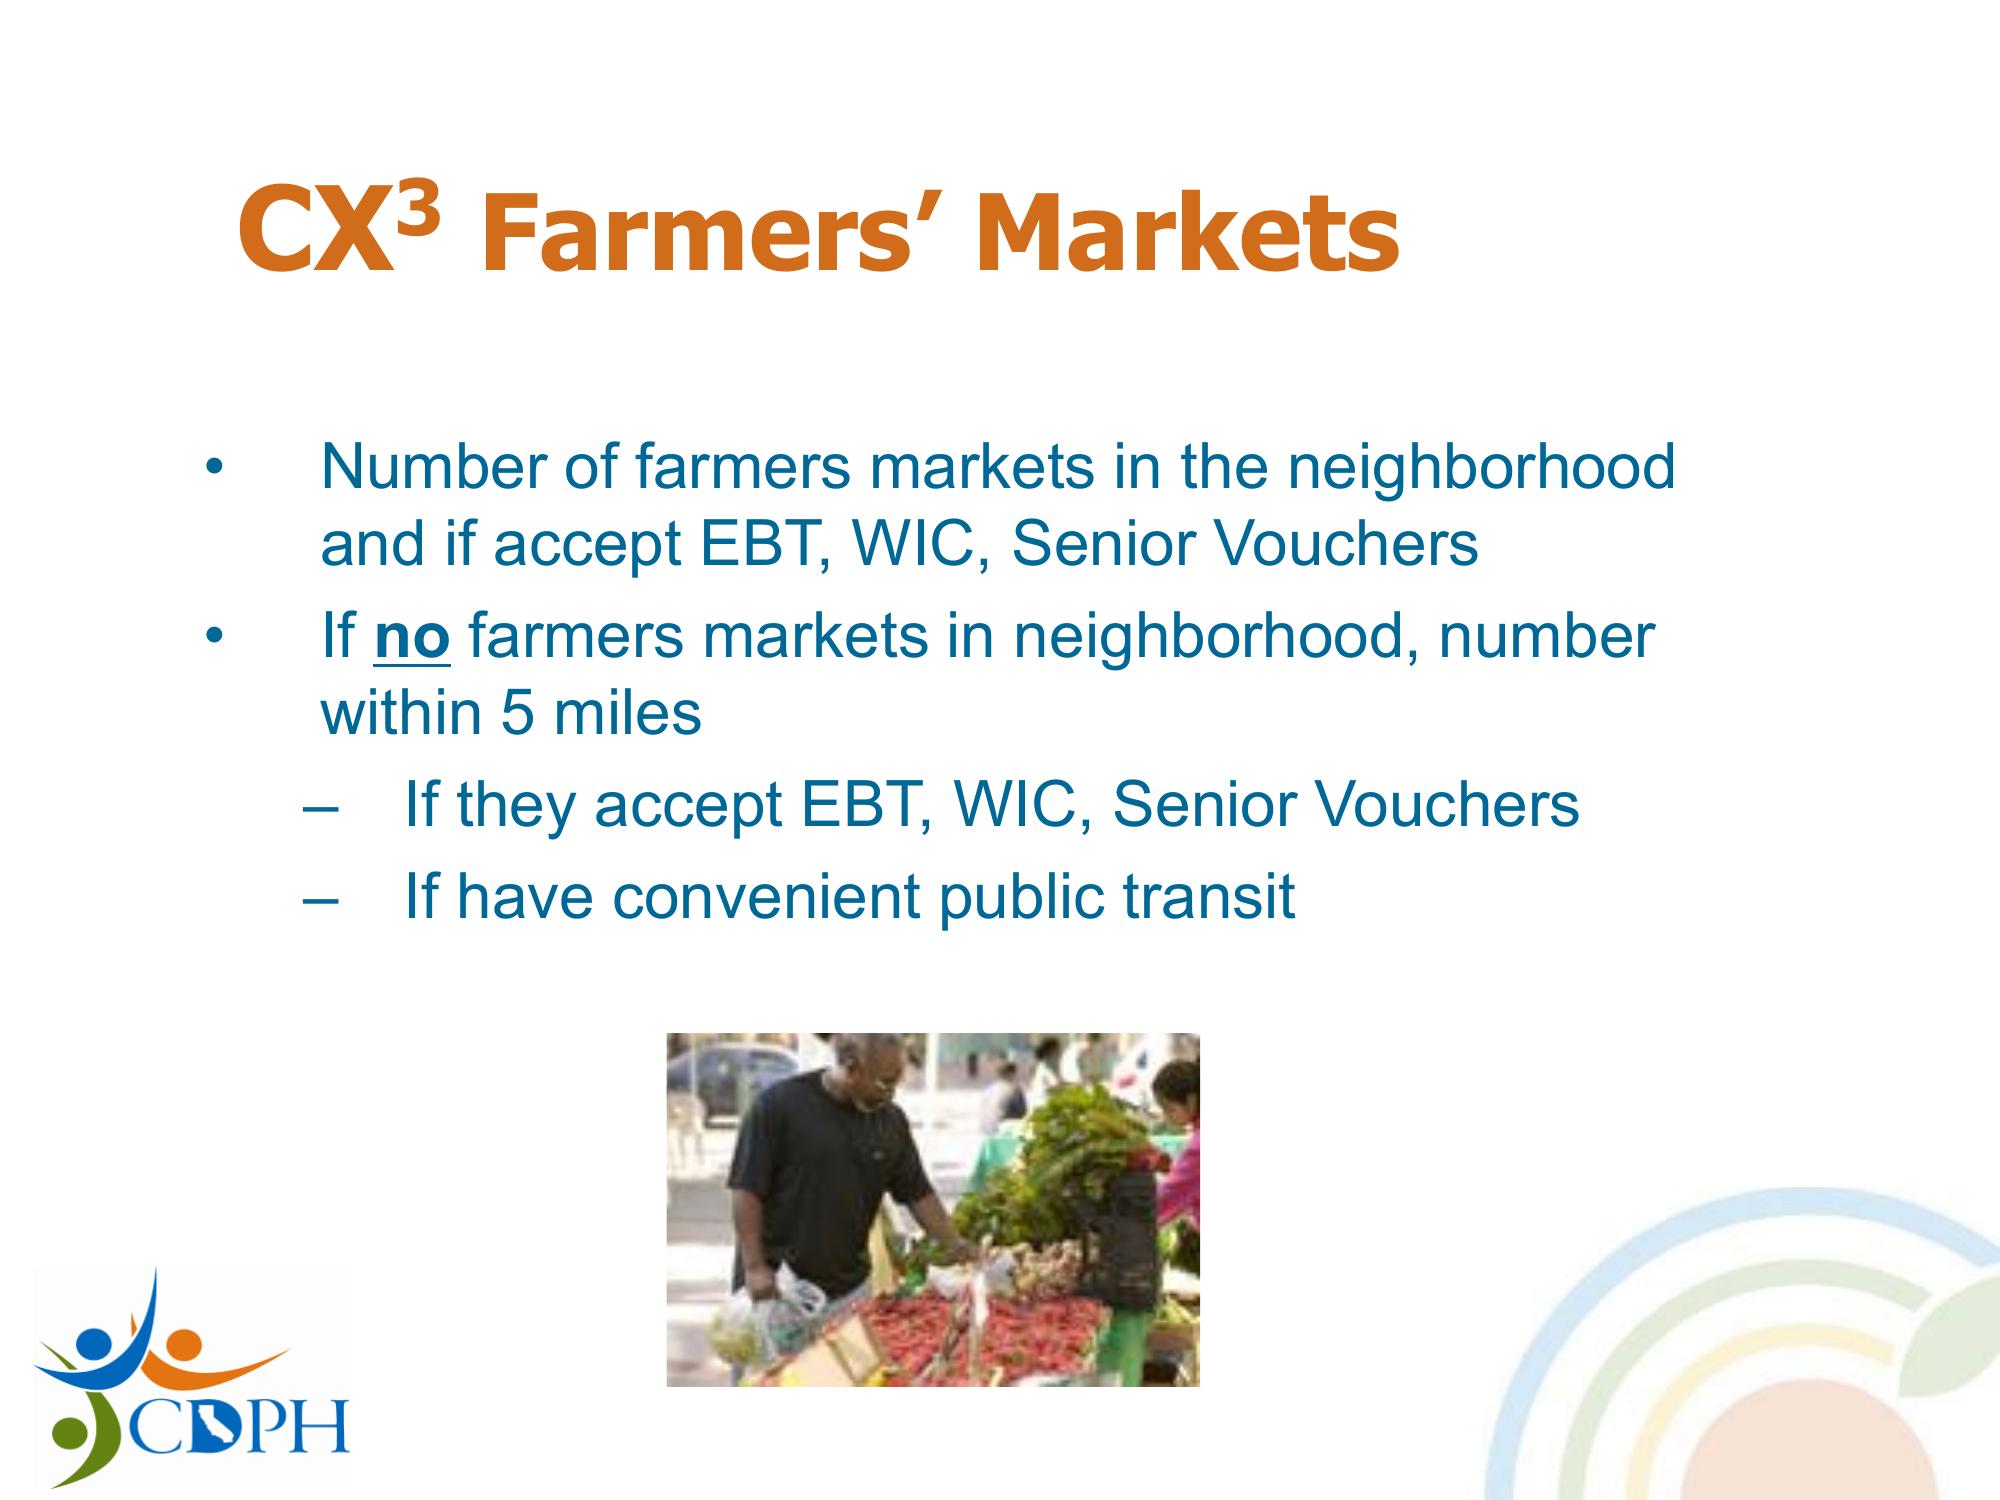 CX³ Farmers’ Markets
• Number of farmers markets in the neighborhood
and if accept EBT, WIC, Senior Vouchers
• If no farmers markets in neighborhood, number
within 5 miles
– If they accept EBT, WIC, Senior Vouchers
– If have convenient public transit
CDPH